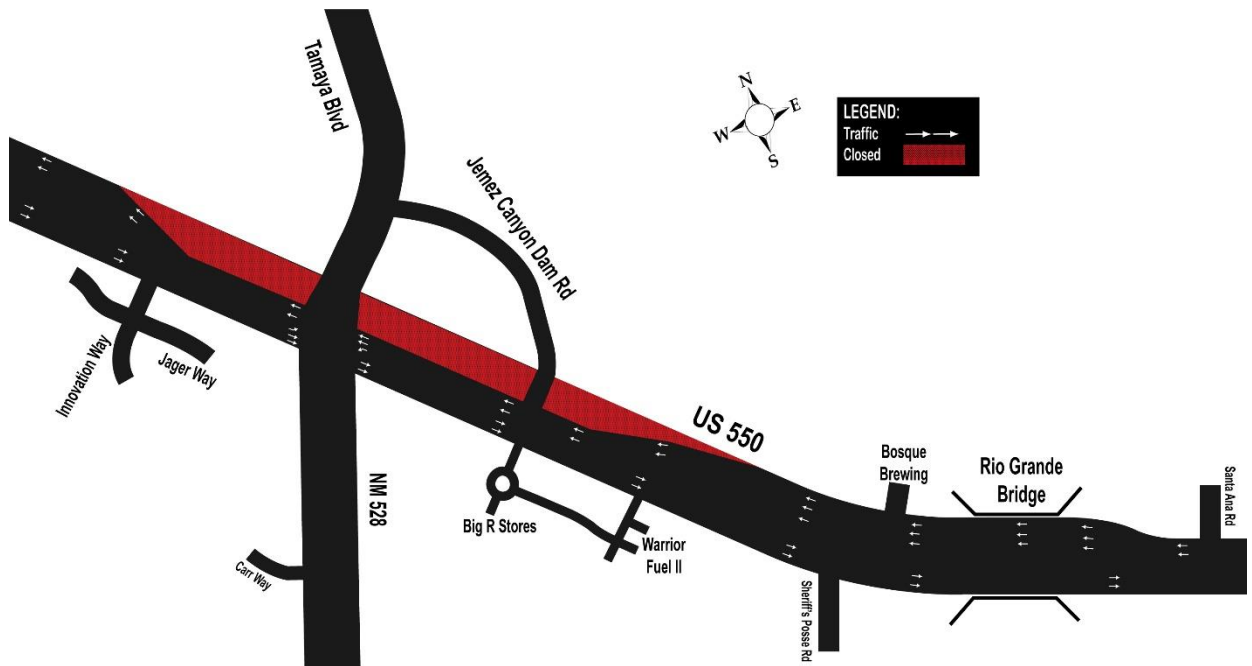 Tamaya Blvd
N
E
W
S
LEGEND:
Traffic
Closed
Jemez Canyon Dam Rd
Innovation Way
Jager Way
US 550
NM 528
Big R Stores
Carr Way
Warrior
Fuel II
Bosque
Brewing
Rio Grande
Bridge
Santa Ana Rd
Sheriff's Posse Rd